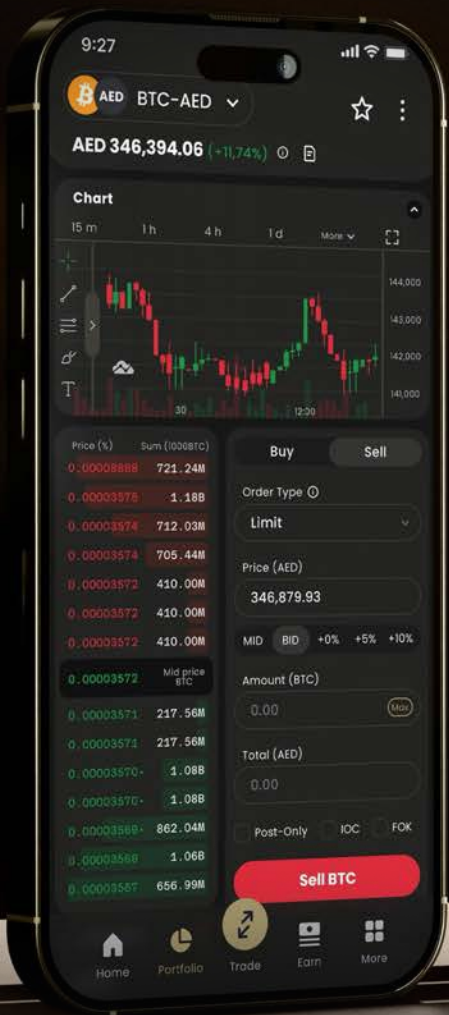 9:27
AED BTC-AED
AED 346,394.06 (+11,74%)
Chart
15 m 1 h 4 h 1 d More
144,000
143,000
142,000
141,000
30 12:00
Price (%) Sum (1000BTC)
0.00008888 721.24M
0.00003576 1.18B
0.00003574 712.03M
0.00003574 705.44M
0.00003572 410.00M
0.00003572 410.00M
0.00003572 410.00M
0.00003572 Mid price
BTC
0.00003571 217.56M
0.00003571 217.56M
0.00003570 1.08B
0.00003570 1.08B
0.00003569 862.04M
0.00003568 1.06B
0.00003567 656.99M
Buy Sell
Order Type
Limit
Price (AED)
346,879.93
MID BID +0% +5% +10%
Amount (BTC)
0.00 Max
Total (AED)
0.00
Post-Only IOC FOK
Sell BTC
Home Portfolio Trade Earn More